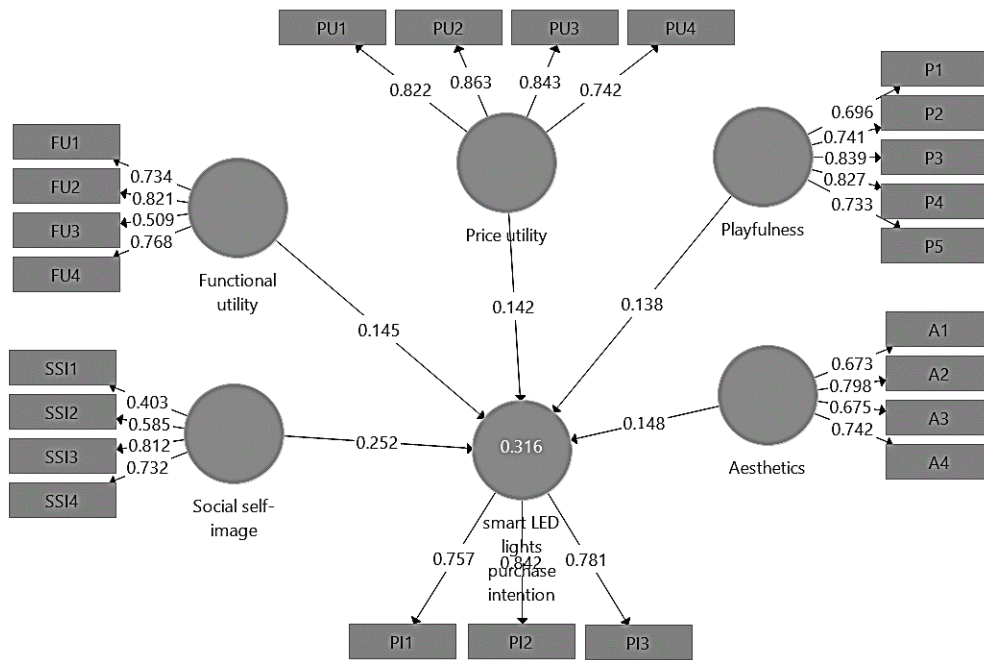 PU1 PU2 PU3 PU4
0.822 0.863 0.843 0.742
Price utility
P1
P2
P3
P4
P5
0.696
0.741
0.839
0.827
0.733
Playfulness
FU1
FU2
FU3
FU4
0.734
0.821
0.509
0.768
Functional
utility
0.145
0.142
0.138
SSI1
SSI2
SSI3
SSI4
0.403
0.585
0.812
0.732
Social self-
image
0.252
0.316
0.148
A1
A2
A3
A4
0.673
0.798
0.675
0.742
Aesthetics
smart LED
lights
purchase
intention
0.757 0.842 0.781
PI1 PI2 PI3